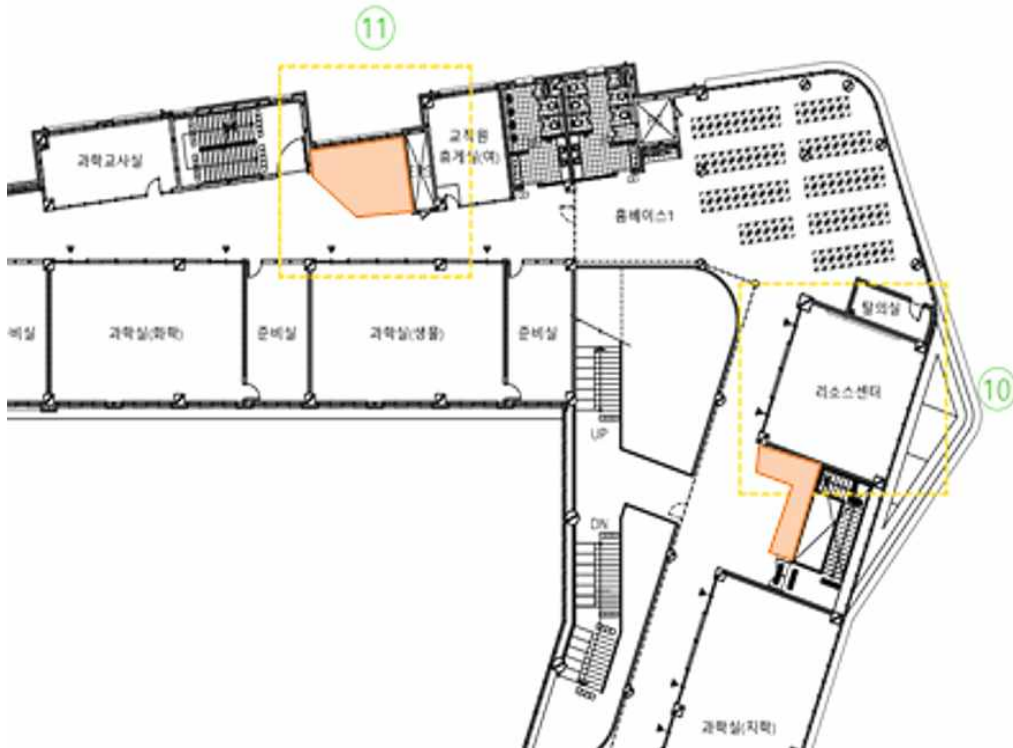 11
과학교사실
교직원
휴게실(여)
홈베이스1
탈의실
비실
과학실(화학)
준비실
과학실(생물)
준비실
리소스센터
10
UP
DN
과학실(지학)